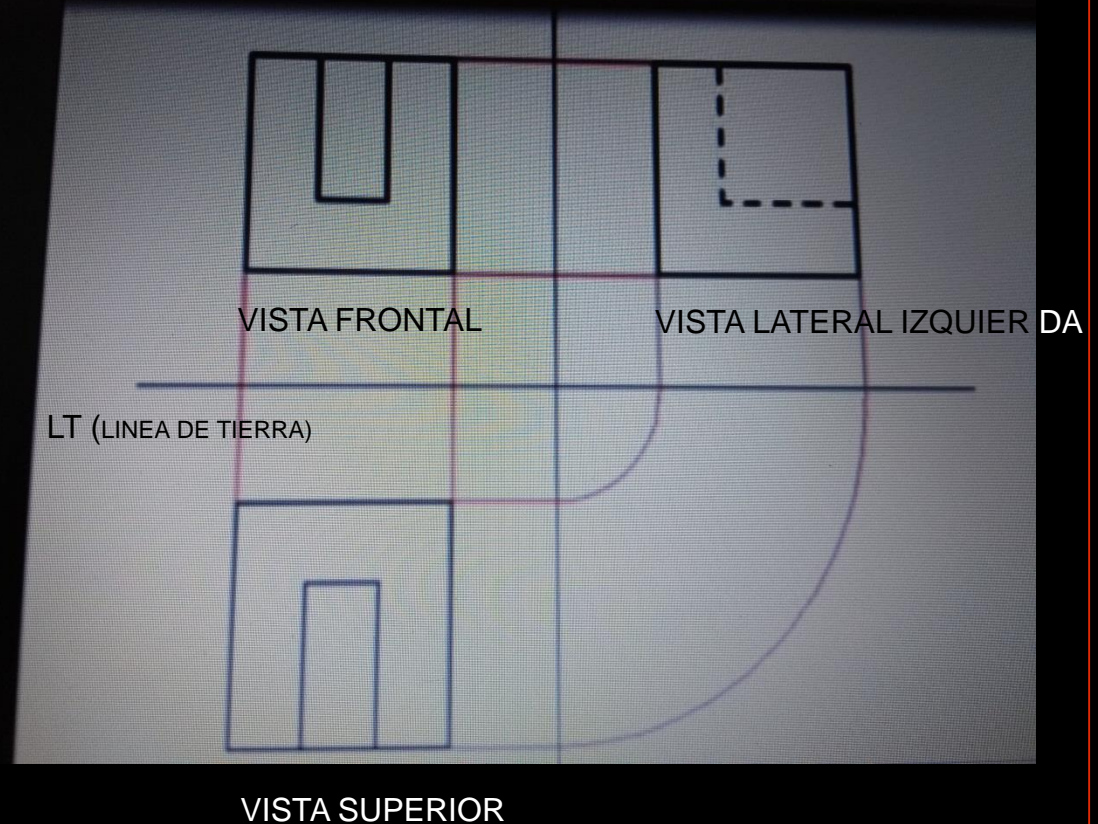 VISTA FRONTAL
VISTA LATERAL IZQUIER DA
LT (LINEA DE TIERRA)
VISTA SUPERIOR